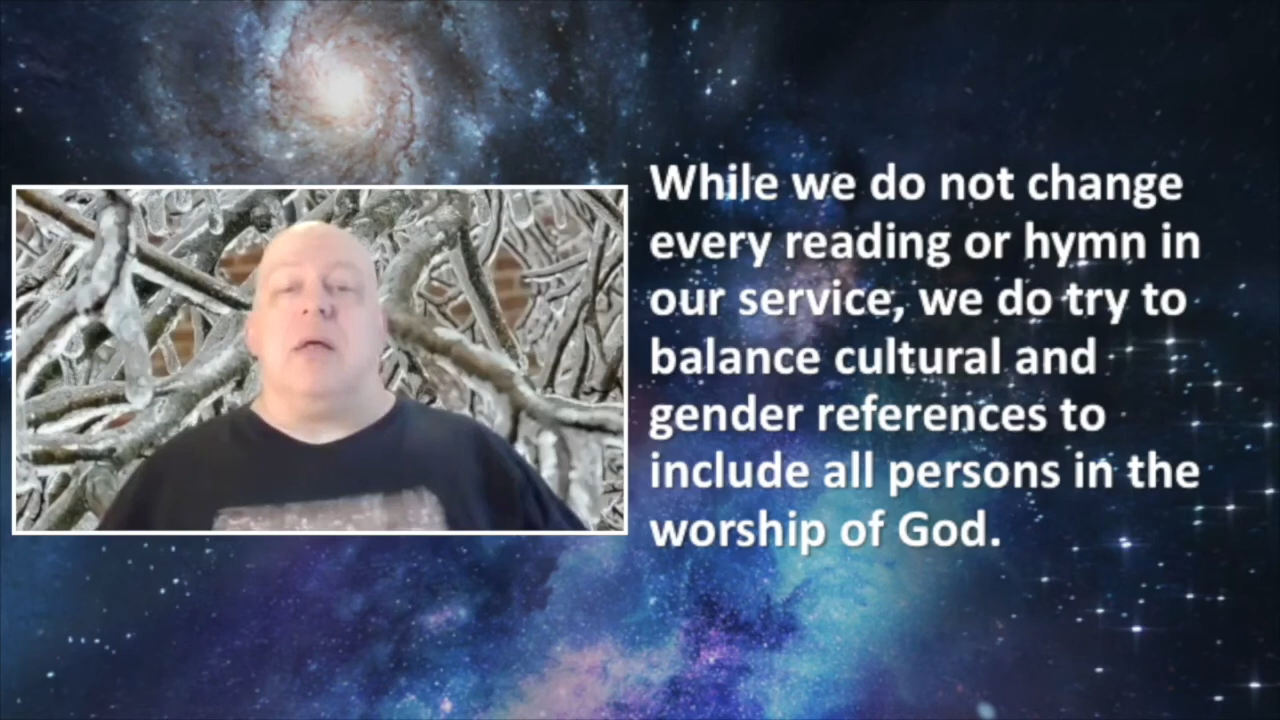 While we do not change
every reading or hymn in
our service, we do try to
balance cultural and
gender references to
include all persons in the
worship of God.